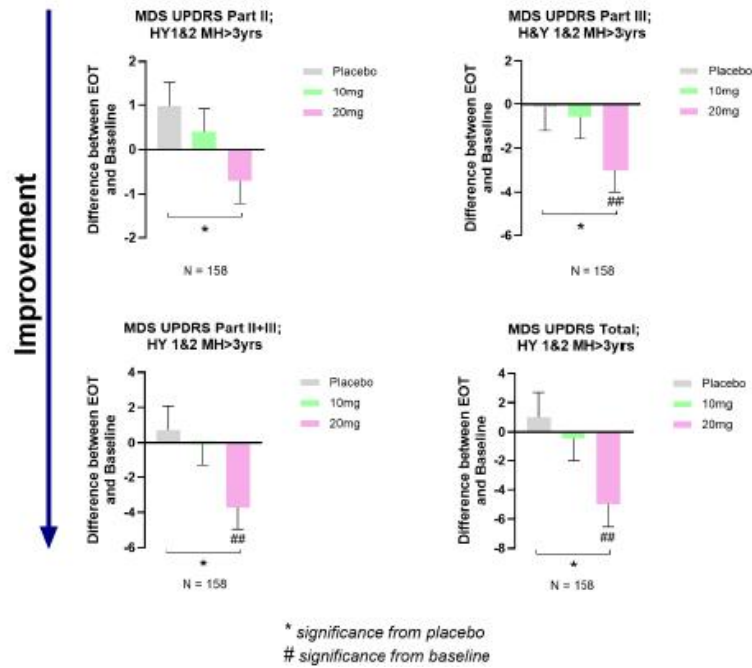 Improvement
MDS UPDRS Part II;
HY1&2 MH>3yrs
Difference between EOT
and Baseline
2
1
0
-1
-2
Placebo
10mg
20mg
*
N = 158
MDS UPDRS Part III;
H&Y 1&2 MH>3yrs
Difference between EOT
and Baseline
2
0
-2
-4
-6
Placebo
10mg
20mg
##
*
N = 158
MDS UPDRS Part II+III;
HY 1&2 MH>3yrs
Difference between EOT
and Baseline
4
2
0
-2
-4
-6
Placebo
10mg
20mg
##
*
N = 158
MDS UPDRS Total;
HY 1&2 MH>3yrs
Difference between EOT
and Baseline
4
2
0
-2
-4
-6
-8
Placebo
10mg
20mg
##
*
N = 158
* significance from placebo
# significance from baseline